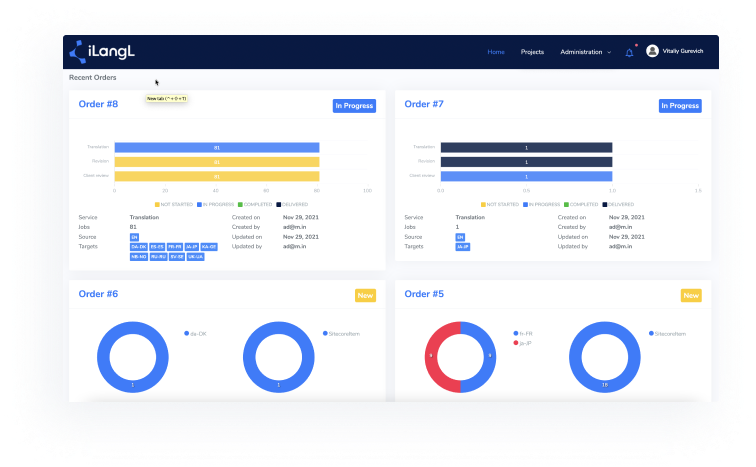 iLangL
Home Projects Administration Vitaliy Gurevich
Recent Orders
New tab (⌃ + ⇧ + T)
Order #8 In Progress
Translation 81
Revision 81
Client review 81
0 20 40 60 80 100
NOT STARTED IN PROGRESS COMPLETED DELIVERED
Service Translation Created on Nov 29, 2021
Jobs 81 Created by ad@m.in
Source EN Updated on Nov 29, 2021
Targets DA-DK ES-ES FR-FR JA-JP KA-GE Updated by ad@m.in
NB-NO RU-RU SV-SE UK-UA
Order #7 In Progress
Translation 1
Revision 1
Client review 1
0.0 0.5 1.0 1.5
NOT STARTED IN PROGRESS COMPLETED DELIVERED
Service Translation Created on Nov 29, 2021
Jobs 1 Created by ad@m.in
Source EN Updated on Nov 29, 2021
Targets JA-JP Updated by ad@m.in
Order #6 New
da-DK SitecoreItem
1 1
Order #5 New
fr-FR SitecoreItem
ja-JP
9 9
18